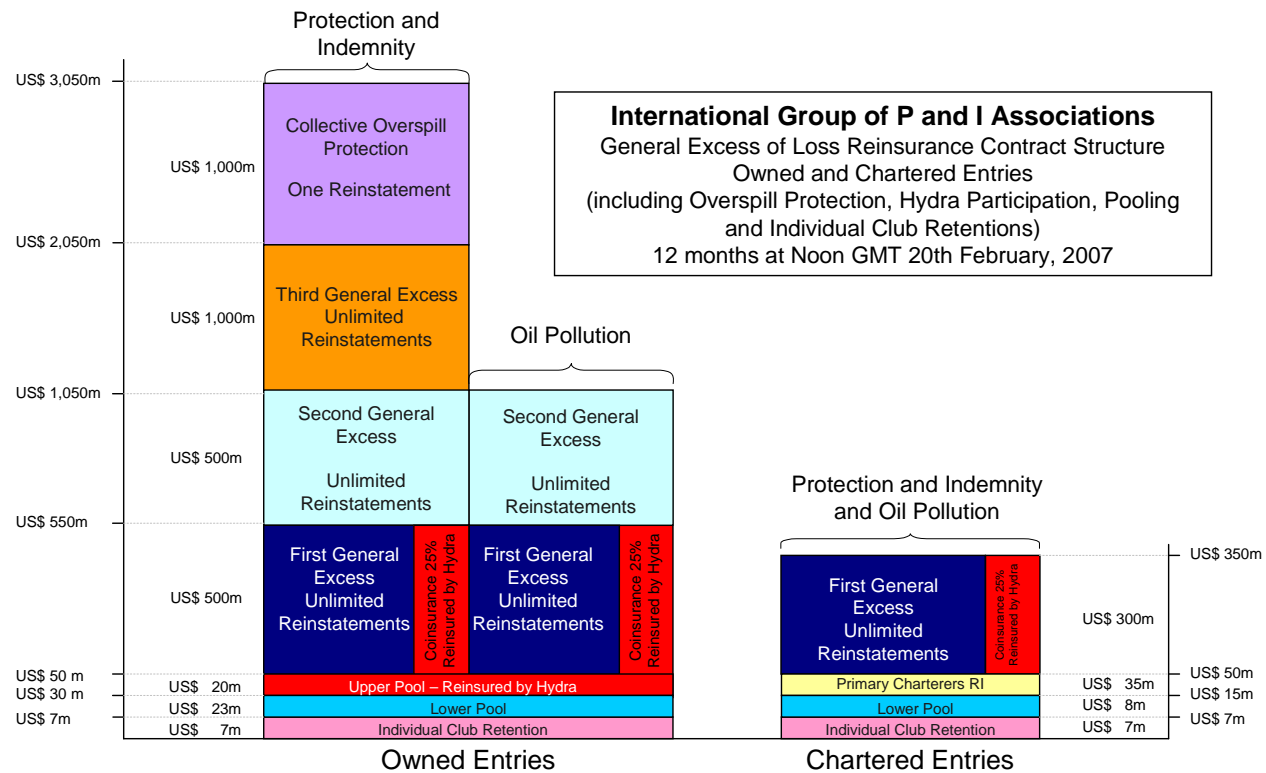 Protection and
Indemnity
US$ 3,050m
Collective Overspill
Protection
One Reinstatement
US$ 1,000m
International Group of P and I Associations
General Excess of Loss Reinsurance Contract Structure
Owned and Chartered Entries
(including Overspill Protection, Hydra Participation, Pooling
and Individual Club Retentions)
12 months at Noon GMT 20th February, 2007
US$ 2,050m
Third General Excess
Unlimited
Reinstatements
US$ 1,000m
Oil Pollution
US$ 1,050m
Second General
Excess
Unlimited
Reinstatements
US$ 500m
Second General
Excess
Unlimited
Reinstatements
US$ 550m
First General
Excess
Unlimited
Reinstatements
Coinsurance 25%
Reinsured by Hydra
US$ 500m
First General
Excess
Unlimited
Reinstatements
Coinsurance 25%
Reinsured by Hydra
US$ 50 m
US$ 20m
Upper Pool – Reinsured by Hydra
US$ 30 m
US$ 23m
Lower Pool
US$ 7m
US$ 7m
Individual Club Retention
Owned Entries
Protection and Indemnity
and Oil Pollution
US$ 350m
First General
Excess
Unlimited
Reinstatements
Coinsurance 25%
Reinsured by Hydra
US$ 300m
US$ 50m
Primary Charterers RI
US$ 35m
US$ 15m
Lower Pool
US$ 8m
US$ 7m
Individual Club Retention
US$ 7m
Chartered Entries